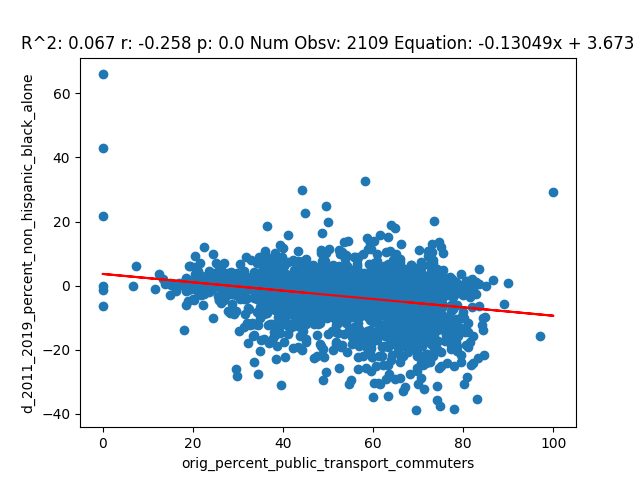 R^2: 0.067 r: -0.258 p: 0.0 Num Obsv: 2109 Equation: -0.13049x + 3.673
d_2011_2019_percent_non_hispanic_black_alone
60
40
20
0
−20
−40
0 20 40 60 80 100
orig_percent_public_transport_commuters